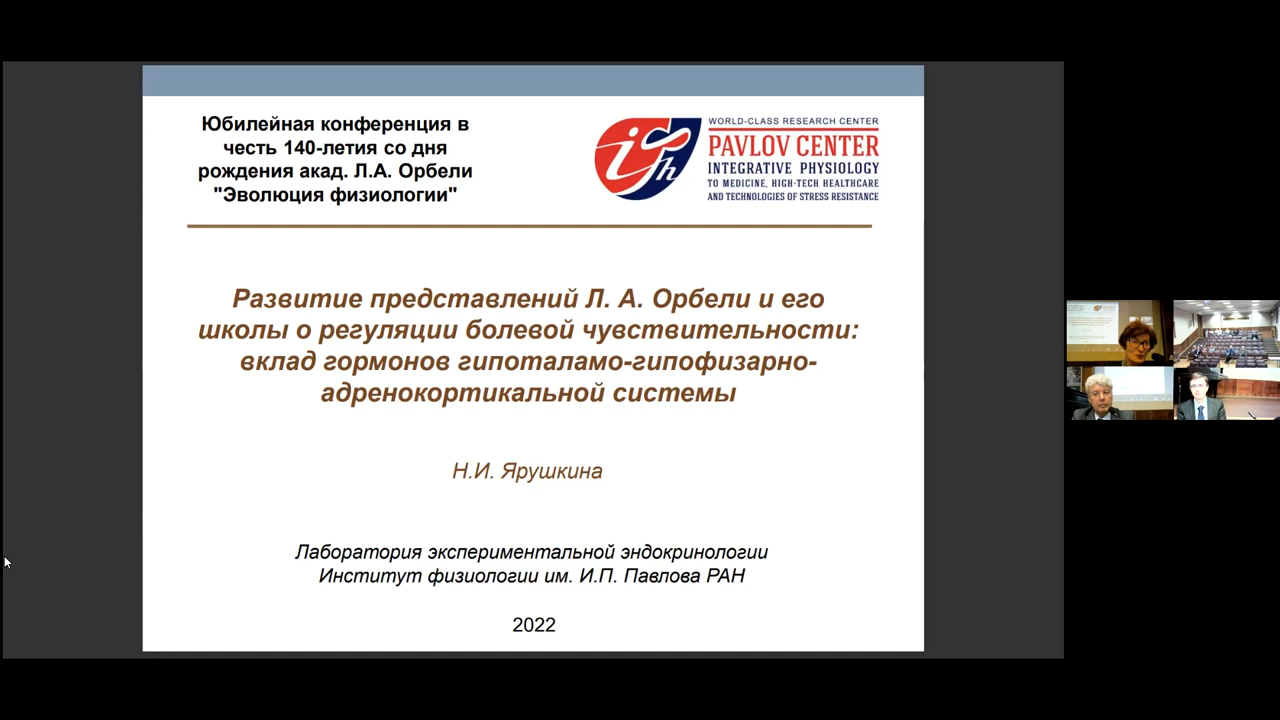 Юбилейная конференция в
честь 140-летия со дня
рождения акад. Л.А. Орбели
"Эволюция физиологии"
WORLD-CLASS RESEARCH CENTER
PAVLOV CENTER
INTEGRATIVE PHYSIOLOGY
TO MEDICINE, HIGH-TECH HEALTHCARE
AND TECHNOLOGIES OF STRESS RESISTANCE
Развитие представлений Л. А. Орбели и его
школы о регуляции болевой чувствительности:
вклад гормонов гипоталамо-гипофизарно-
адренокортикальной системы
Н.И. Ярушкина
Лаборатория экспериментальной эндокринологии
Институт физиологии им. И.П. Павлова РАН
2022